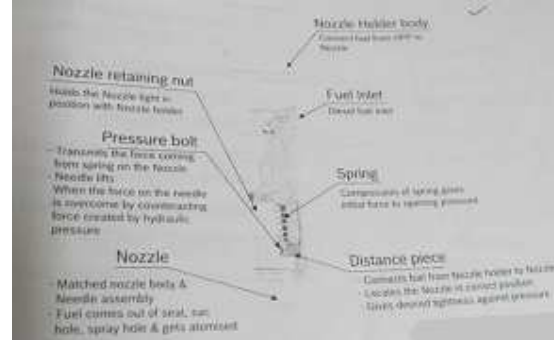 Nozzle Holder body
Connect fuel from HPP to
Nozzle
Nozzle retaining nut
Holds the Nozzle tight in
position with Nozzle holder
Fuel Inlet
Diesel fuel inlet
Pressure bolt
- Transmits the force coming
from spring on the Nozzle
- Needle lifts
When the force on the needle
is overcome by counteracting
force created by hydraulic
pressure
Spring
Compression of spring gives
initial force to opening pressure
Nozzle
- Matched nozzle body &
Needle assembly
- Fuel comes out of seat, sac
hole, spray hole & gets atomised
Distance piece
- Connects fuel from Nozzle holder to Nozzle
- Locates the Nozzle in correct position
- Gives desired tightness against pressure